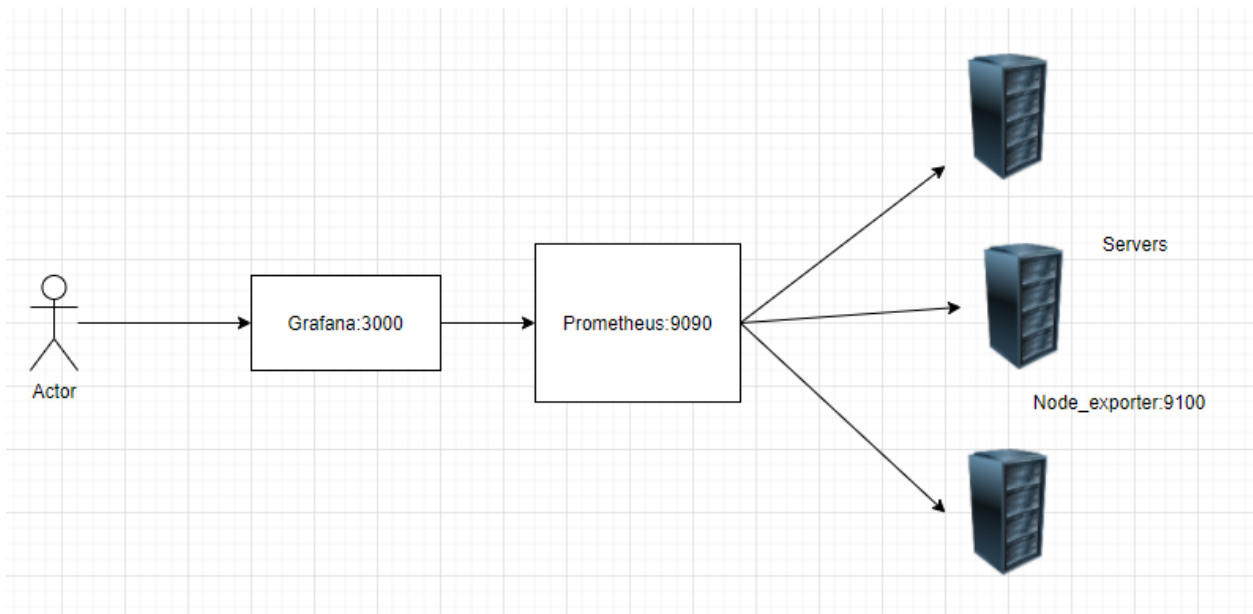 Actor
Grafana:3000
Prometheus:9090
Servers
Node_exporter:9100